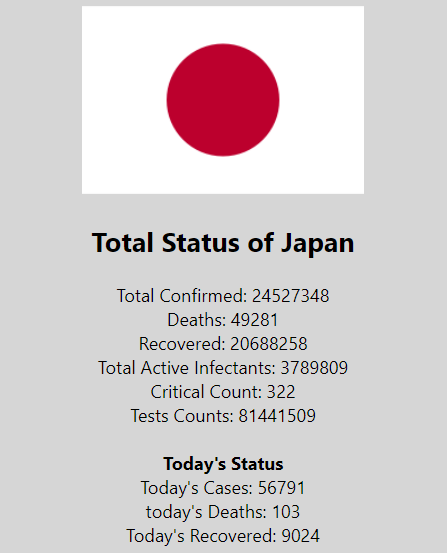 Total Status of Japan
Total Confirmed: 24527348
Deaths: 49281
Recovered: 20688258
Total Active Infectants: 3789809
Critical Count: 322
Tests Counts: 81441509
Today's Status
Today's Cases: 56791
today's Deaths: 103
Today's Recovered: 9024